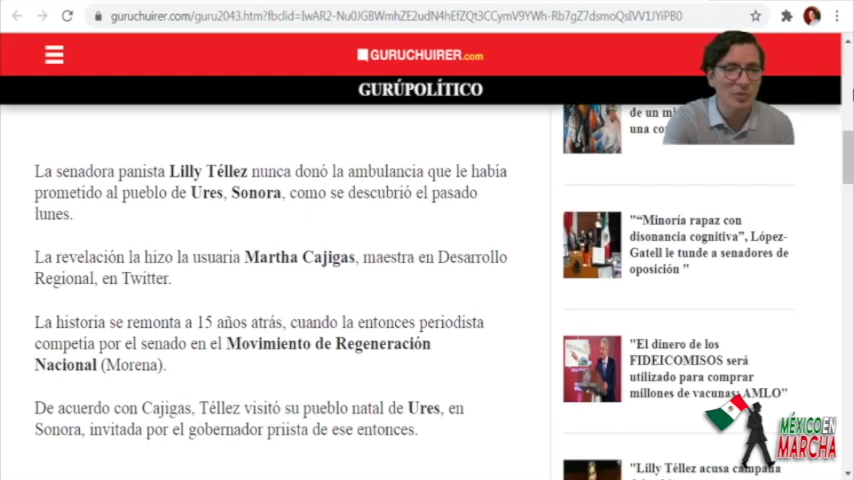 guruchuirer.com/guru2043.htm?fbclid=IwAR2-Nu0JGBWmhZE2udN4hEfZQt3CCymV9YWh-Rb7gZ7dsmoQsIVV1JYiPB0
GURUCHUIRER.com
GURÚPOLÍTICO
La senadora panista Lilly Téllez nunca donó la ambulancia que le había
prometido al pueblo de Ures, Sonora, como se descubrió el pasado
lunes.
La revelación la hizo la usuaria Martha Cajigas, maestra en Desarrollo
Regional, en Twitter.
La historia se remonta a 15 años atrás, cuando la entonces periodista
competía por el senado en el Movimiento de Regeneración
Nacional (Morena).
De acuerdo con Cajigas, Téllez visitó su pueblo natal de Ures, en
Sonora, invitada por el gobernador priista de ese entonces.
de un
una
"“Minoría rapaz con
disonancia cognitiva”, López-
Gatell le tunde a senadores de
oposición "
"El dinero de los
FIDEICOMISOS será
utilizado para comprar
millones de vacunas: AMLO"
"Lilly Téllez acusa campaña
MÉXICO EN
MARCHA